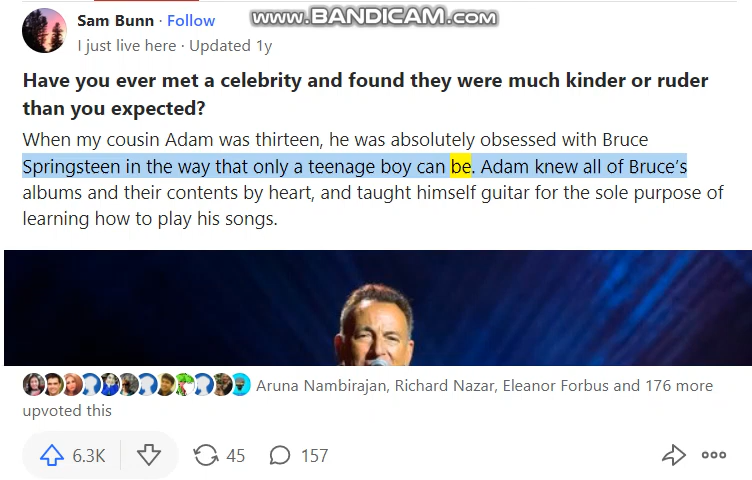 www.BANDICAM.com
Sam Bunn · Follow
I just live here · Updated 1y
Have you ever met a celebrity and found they were much kinder or ruder
than you expected?
When my cousin Adam was thirteen, he was absolutely obsessed with Bruce
Springsteen in the way that only a teenage boy can be. Adam knew all of Bruce’s
albums and their contents by heart, and taught himself guitar for the sole purpose of
learning how to play his songs.
Aruna Nambirajan, Richard Nazar, Eleanor Forbus and 176 more
upvoted this
6.3K 45 157